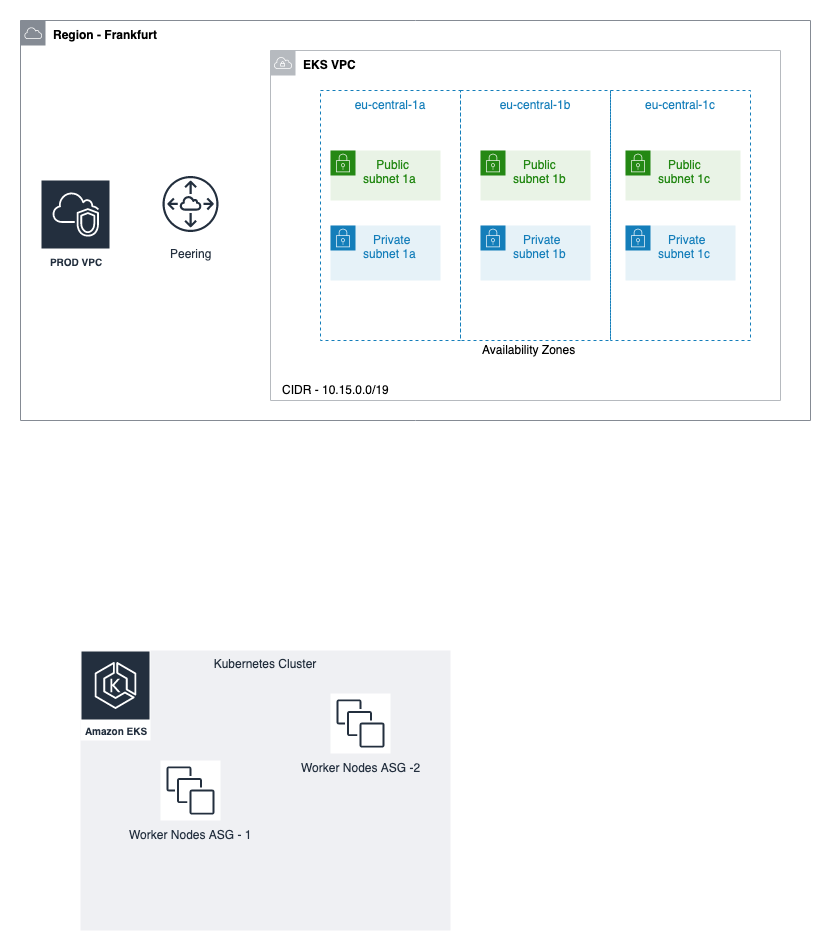 Region - Frankfurt
EKS VPC
eu-central-1a
eu-central-1b
eu-central-1c
Public
subnet 1a
Public
subnet 1b
Public
subnet 1c
Private
subnet 1a
Private
subnet 1b
Private
subnet 1c
PROD VPC
Peering
Availability Zones
CIDR - 10.15.0.0/19
Kubernetes Cluster
K
Amazon EKS
Worker Nodes ASG -2
Worker Nodes ASG - 1